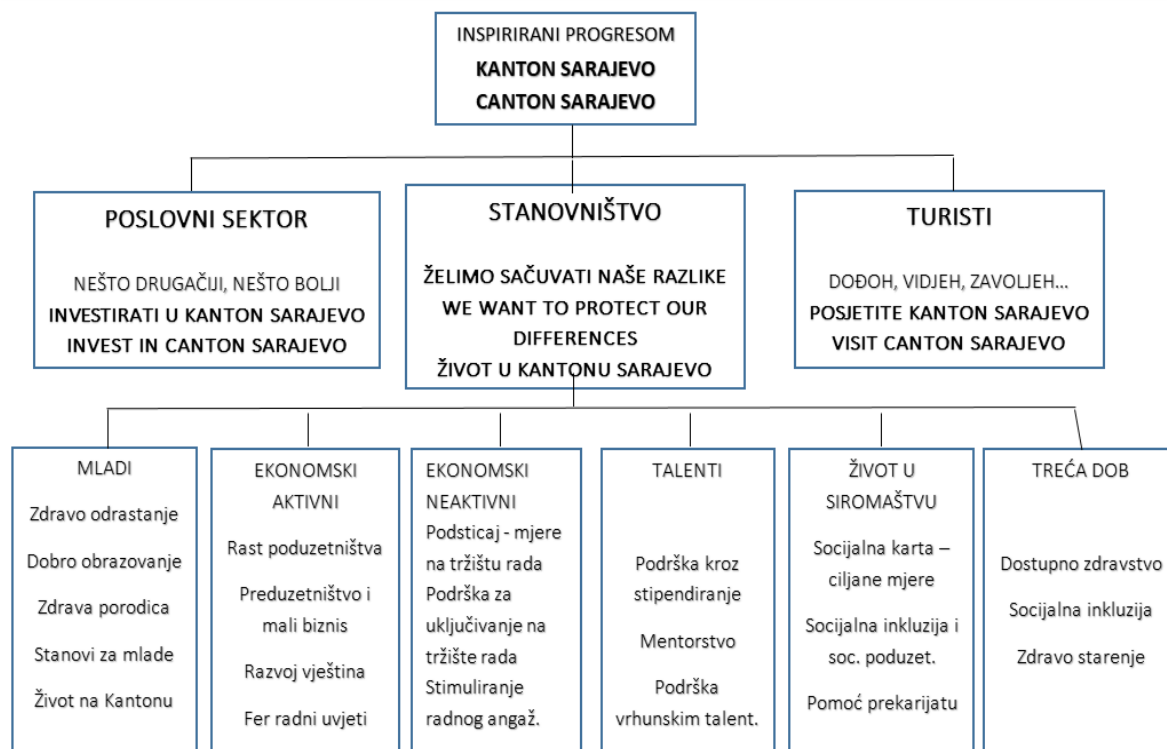 INSPIRIRANI PROGRESOM
KANTON SARAJEVO
CANTON SARAJEVO
POSLOVNI SEKTOR
NEŠTO DRUGAČIJI, NEŠTO BOLJI
INVESTIRATI U KANTON SARAJEVO
INVEST IN CANTON SARAJEVO
STANOVNIŠTVO
ŽELIMO SAČUVATI NAŠE RAZLIKE
WE WANT TO PROTECT OUR
DIFFERENCES
ŽIVOT U KANTONU SARAJEVO
TURISTI
DOĐOH, VIDJEH, ZAVOLJEH...
POSJETITE KANTON SARAJEVO
VISIT CANTON SARAJEVO
MLADI
Zdravo odrastanje
Dobro obrazovanje
Zdrava porodica
Stanovi za mlade
Život na Kantonu
EKONOMSKI
AKTIVNI
Rast poduzetništva
Preduzetništvo i
mali biznis
Razvoj vještina
Fer radni uvjeti
EKONOMSKI
NEAKTIVNI
Podsticaj - mjere
na tržištu rada
Podrška za
uključivanje na
tržište rada
Stimuliranje
radnog angaž.
TALENTI
Podrška kroz
stipendiranje
Mentorstvo
Podrška
vrhunskim talent.
ŽIVOT U
SIROMAŠTVU
Socijalna karta –
ciljane mjere
Socijalna inkluzija i
soc. poduzet.
Pomoć prekarijatu
TREĆA DOB
Dostupno zdravstvo
Socijalna inkluzija
Zdravo starenje